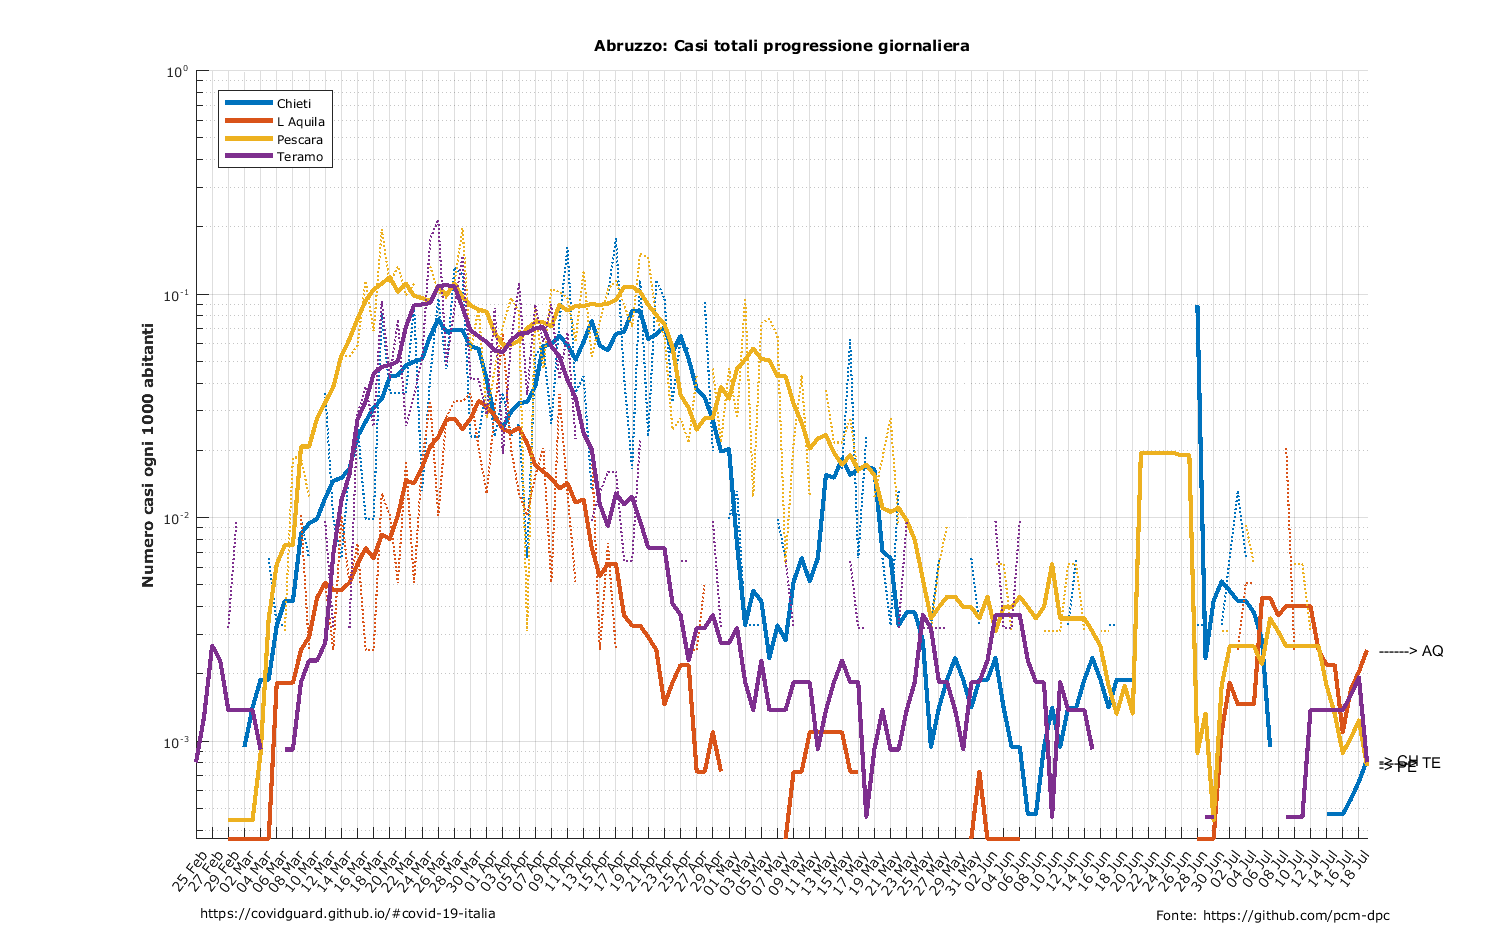 Abruzzo: Casi totali progressione giornaliera
10^0
10^-1
10^-2
10^-3
Numero casi ogni 1000 abitanti
Chieti
L Aquila
Pescara
Teramo
------> AQ
-> CH
----> TE
-> PE
25 Feb
27 Feb
29 Feb
02 Mar
04 Mar
06 Mar
08 Mar
10 Mar
12 Mar
14 Mar
16 Mar
18 Mar
20 Mar
22 Mar
24 Mar
26 Mar
28 Mar
30 Mar
01 Apr
03 Apr
05 Apr
07 Apr
09 Apr
11 Apr
13 Apr
15 Apr
17 Apr
19 Apr
21 Apr
23 Apr
25 Apr
27 Apr
29 Apr
01 May
03 May
05 May
07 May
09 May
11 May
13 May
15 May
17 May
19 May
21 May
23 May
25 May
27 May
29 May
31 May
02 Jun
04 Jun
06 Jun
08 Jun
10 Jun
12 Jun
14 Jun
16 Jun
18 Jun
20 Jun
22 Jun
24 Jun
26 Jun
28 Jun
30 Jun
02 Jul
04 Jul
06 Jul
08 Jul
10 Jul
12 Jul
14 Jul
16 Jul
18 Jul
https://covidguard.github.io/#covid-19-italia
Fonte: https://github.com/pcm-dpc